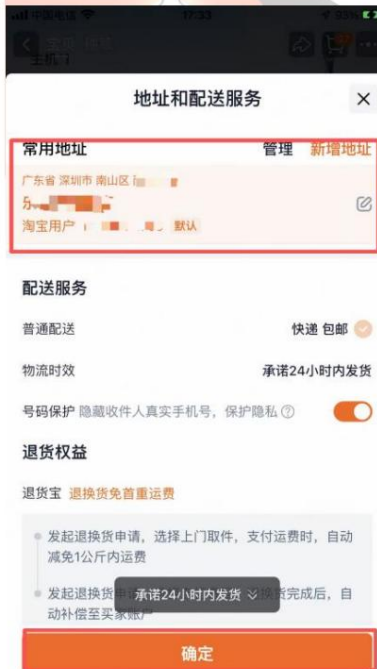 中国电信 17:33 93%
宝贝
主机
地址和配送服务 ×
常用地址 管理 新增地址
广东省 深圳市 南山区
淘宝用户 默认
配送服务
普通配送 快递 包邮
物流时效 承诺24小时内发货
号码保护 隐藏收件人真实手机号，保护隐私 ?
退货权益
退货宝 退换货免首重运费
发起退换货申请，选择上门取件，支付运费时，自动
减免1公斤内运费
发起退换货 换货完成后，自
承诺24小时内发货
动补偿至买家账户
确定